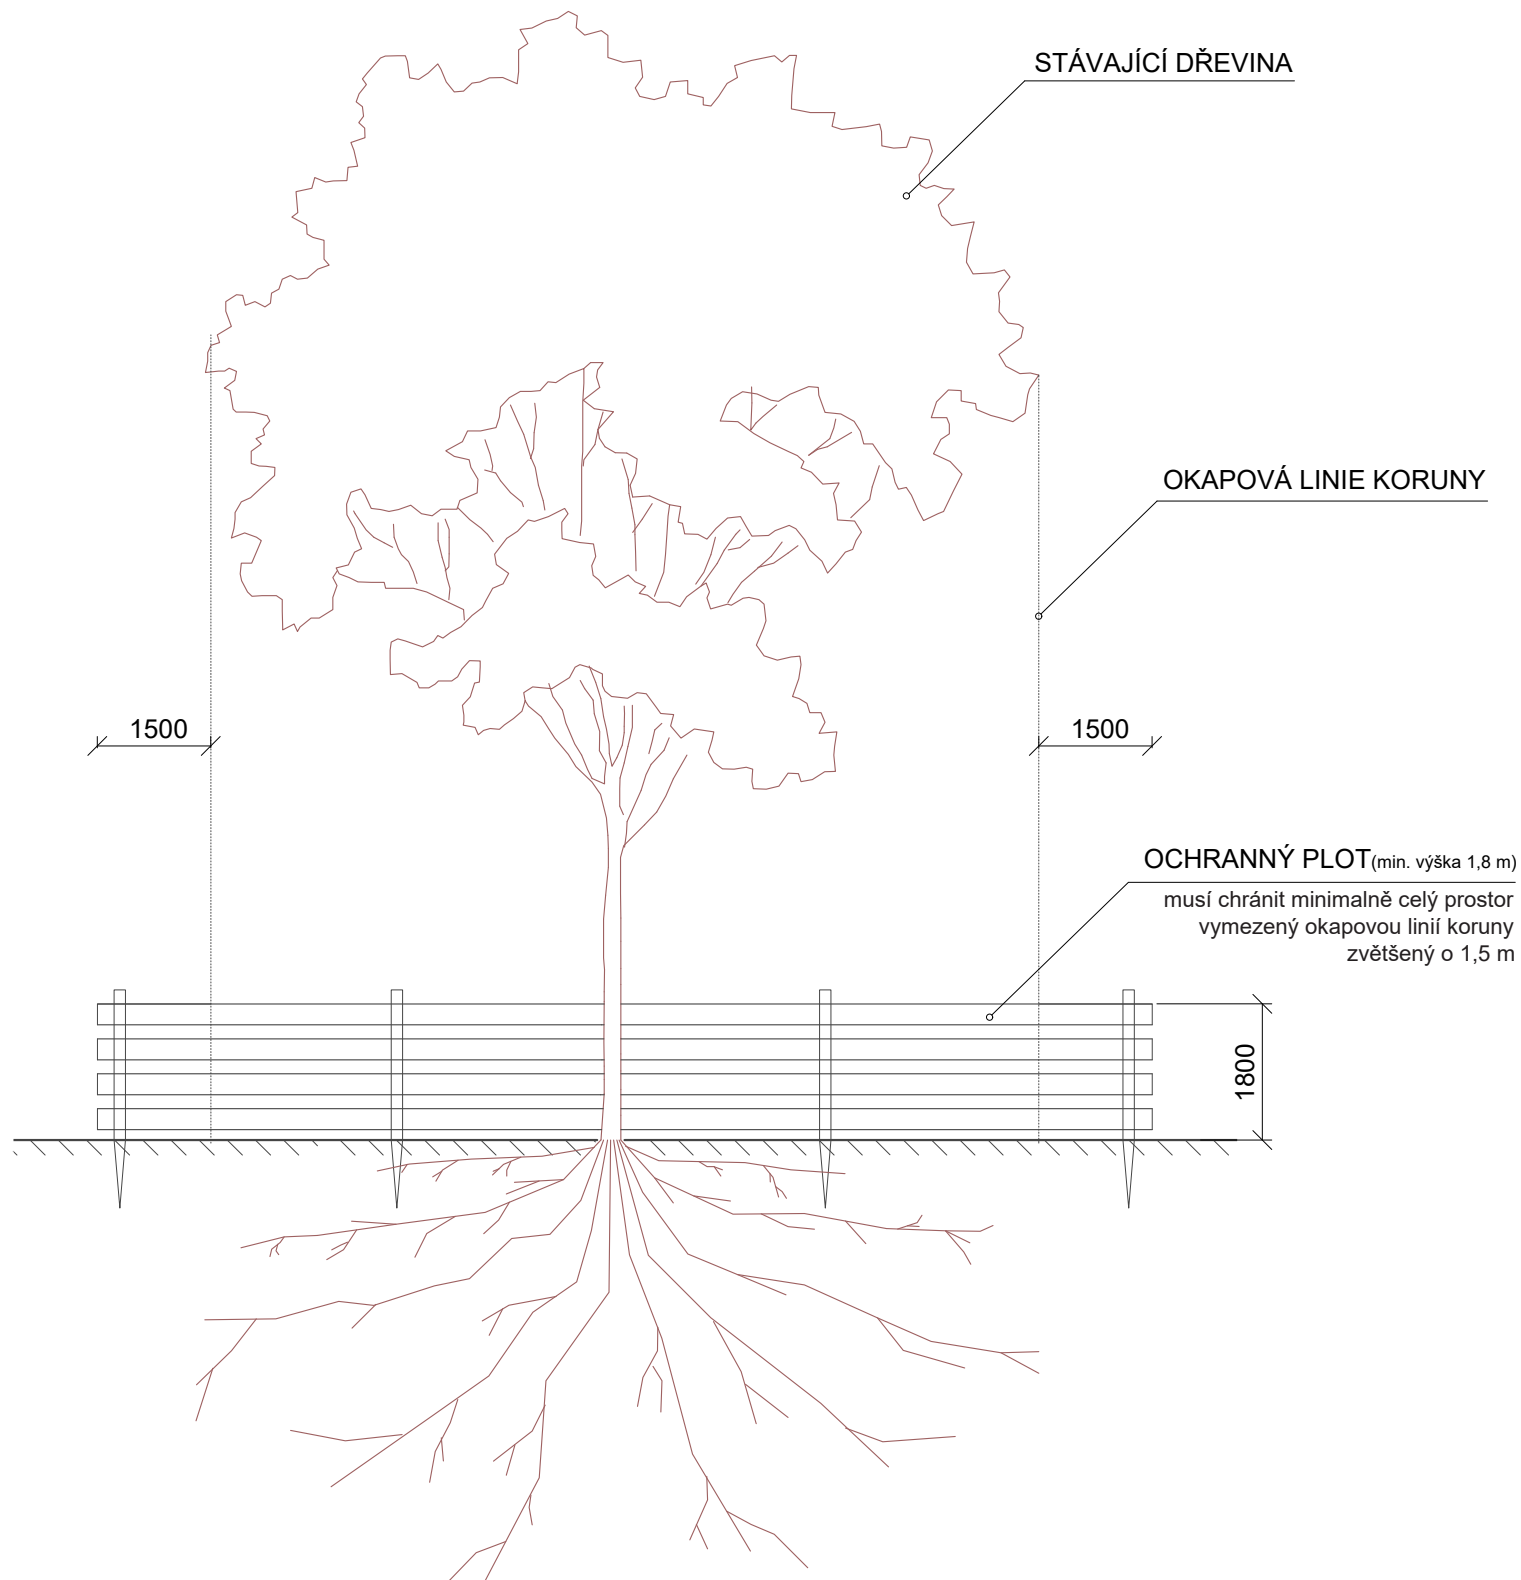 STÁVAJÍCÍ DŘEVINA
OKAPOVÁ LINIE KORUNY
1500
1500
OCHRANNÝ PLOT(min. výška 1,8 m)
musí chránit minimalně celý prostor
vymezený okapovou linií koruny
zvětšený o 1,5 m
1800